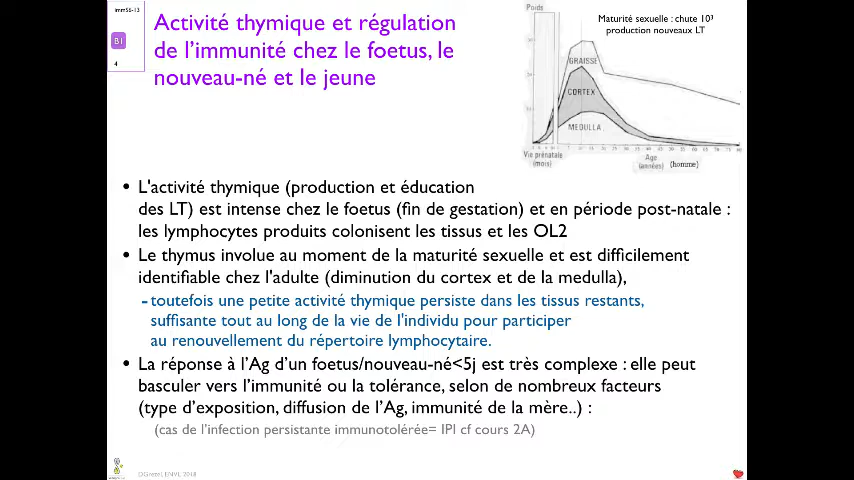 immS6-13
B1
4
Activité thymique et régulation
de l'immunité chez le foetus, le
nouveau-né et le jeune
Poids
Maturité sexuelle : chute 10³
production nouveaux LT
GRAISSE
CORTEX
MEDULLA
Vie prénatale
(mois)
Age
(années)
(homme)
• L'activité thymique (production et éducation
des LT) est intense chez le foetus (fin de gestation) et en période post-natale :
les lymphocytes produits colonisent les tissus et les OL2
• Le thymus involue au moment de la maturité sexuelle et est difficilement
identifiable chez l'adulte (diminution du cortex et de la medulla),
- toutefois une petite activité thymique persiste dans les tissus restants,
suffisante tout au long de la vie de l'individu pour participer
au renouvellement du répertoire lymphocytaire.
• La réponse à l'Ag d'un foetus/nouveau-né<5j est très complexe : elle peut
basculer vers l'immunité ou la tolérance, selon de nombreux facteurs
(type d'exposition, diffusion de l'Ag, immunité de la mère..) :
(cas de l'infection persistante immunotolérée= IPI cf cours 2A)
ENVL 2018